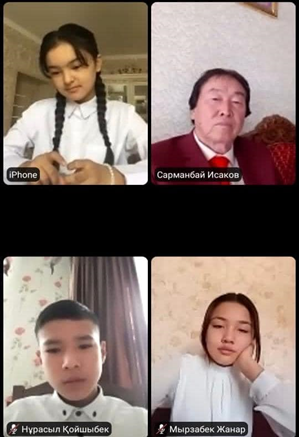 iPhone
Сарманбай Исаков
Нұрасыл Қойшыбек
Мырзабек Жанар